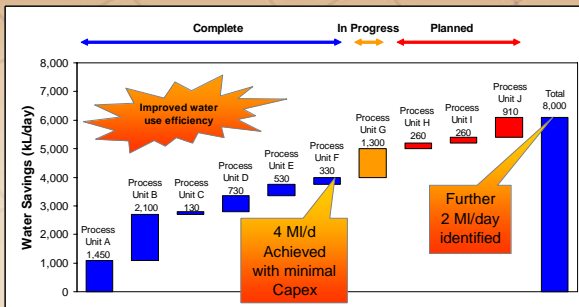 Complete
In Progress
Planned
Water Savings (kL/day)
8,000
7,000
6,000
5,000
4,000
3,000
2,000
1,000
0
Improved water
use efficiency
Process
Unit A
1,450
Process
Unit B
2,100
Process
Unit C
130
Process
Unit D
730
Process
Unit E
530
Process
Unit F
330
Process
Unit G
1,300
Process
Unit H
260
Process
Unit I
260
Process
Unit J
910
Total
8,000
4 Ml/d
Achieved
with minimal
Capex
Further
2 Ml/day
identified